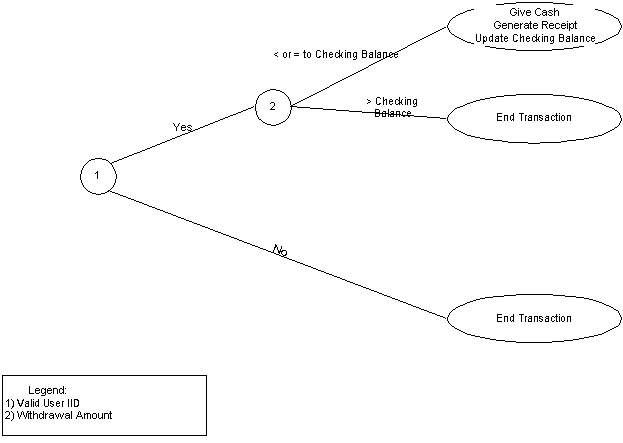 Give Cash
Generate Receipt
Update Checking Balance
< or = to Checking Balance
> Checking
Balance
2
End Transaction
Yes
1
No
End Transaction
Legend:
1) Valid User IID
2) Withdrawal Amount